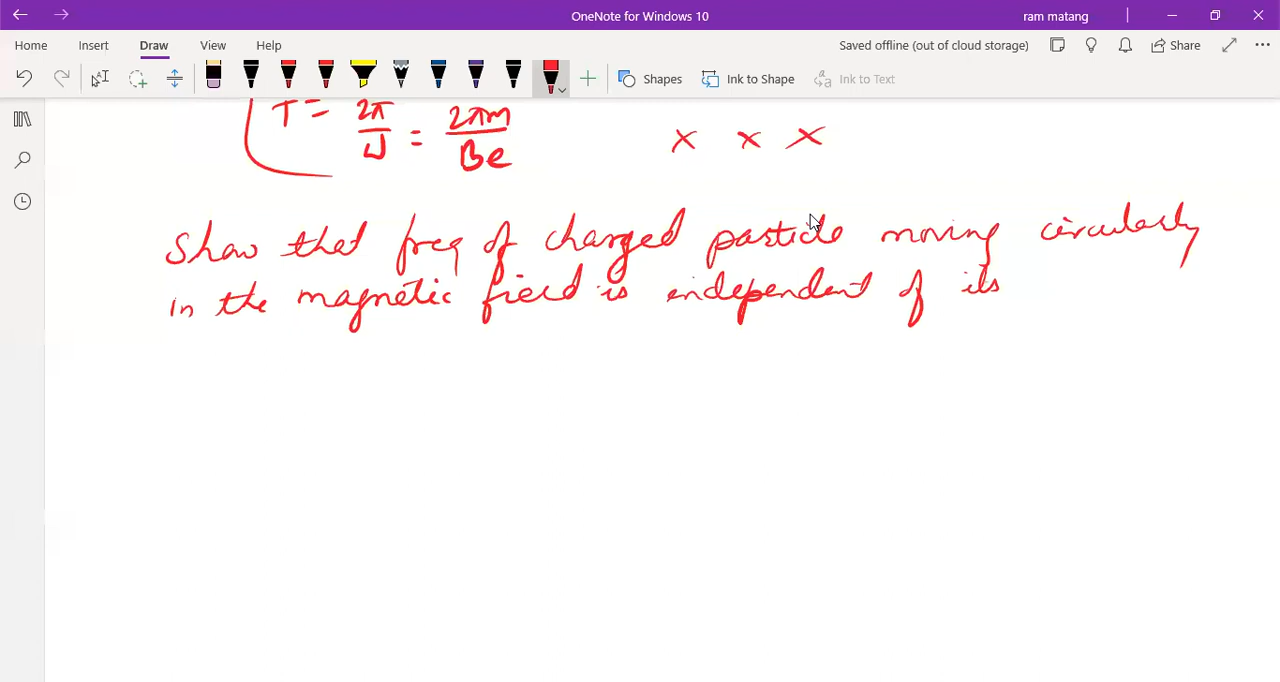 OneNote for Windows 10
ram matang
Home Insert Draw View Help
Saved offline (out of cloud storage)
Share
Shapes
Ink to Shape
Ink to Text
T = 2π/ω = 2πm/Be
x x x
Show that freq of charged particle moving circularly
in the magnetic field is independent of its